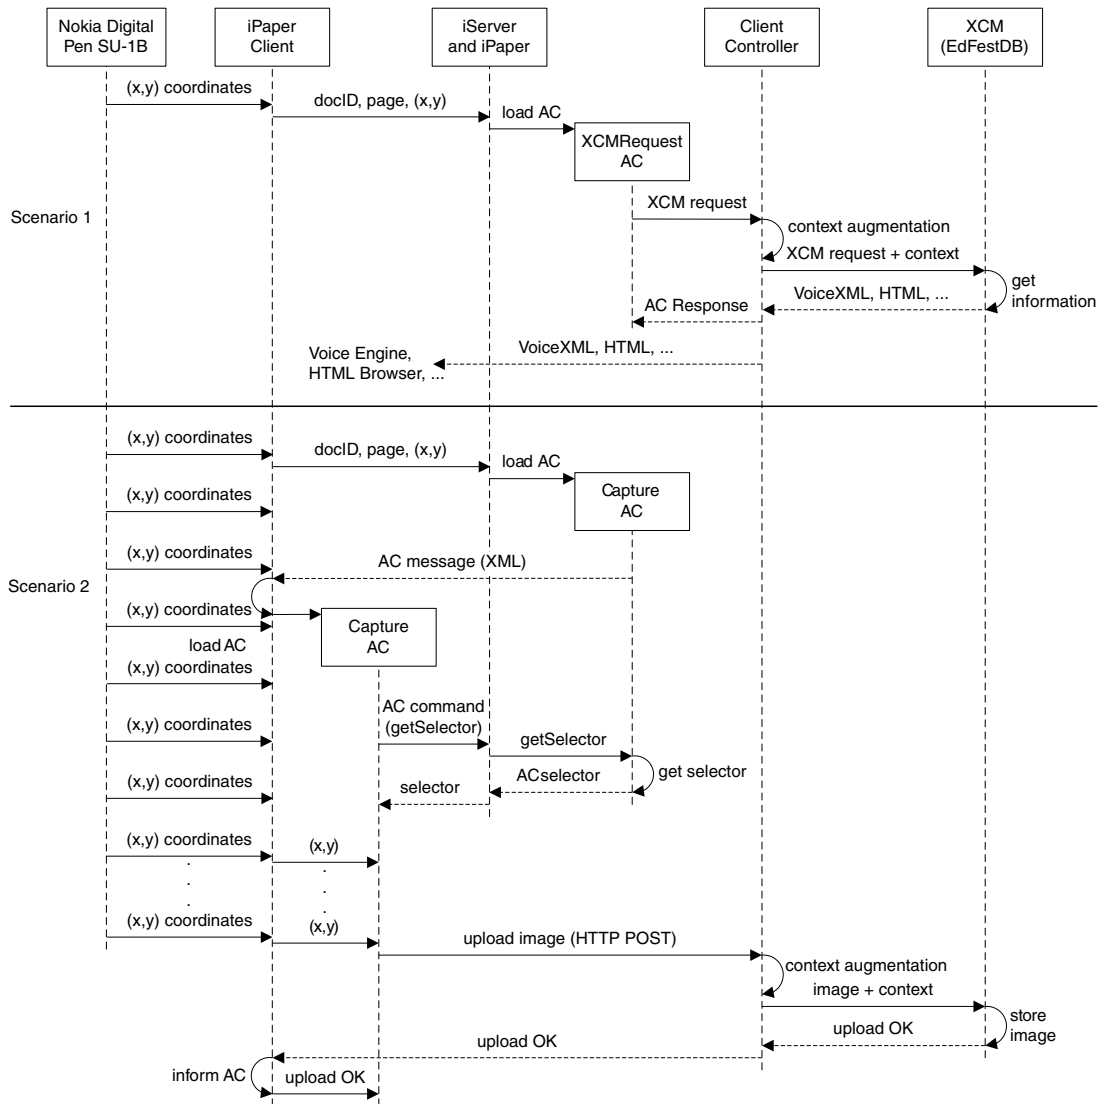 Nokia Digital
Pen SU-1B
iPaper
Client
iServer
and iPaper
Client
Controller
XCM
(EdFestDB)
(x,y) coordinates
docID, page, (x,y)
load AC
XCMRequest
AC
Scenario 1
XCM request
context augmentation
XCM request + context
get
information
VoiceXML, HTML, ...
AC Response
VoiceXML, HTML, ...
Voice Engine,
HTML Browser, ...
(x,y) coordinates
docID, page, (x,y)
load AC
Capture
AC
(x,y) coordinates
(x,y) coordinates
AC message (XML)
Scenario 2
(x,y) coordinates
Capture
AC
load AC
(x,y) coordinates
AC command
(getSelector)
(x,y) coordinates
getSelector
get selector
ACselector
selector
(x,y) coordinates
(x,y) coordinates
(x,y)
.
.
.
.
.
.
(x,y) coordinates
(x,y)
upload image (HTTP POST)
context augmentation
image + context
store
image
upload OK
upload OK
inform AC
upload OK